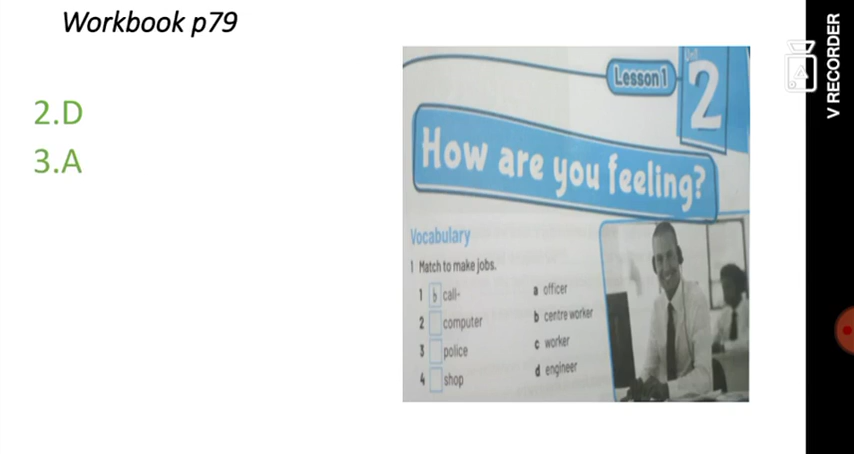 Workbook p79
2.D
3.A
Lesson 1
Unit
2
How are you feeling?
Vocabulary
1 Match to make jobs.
1 b call-
2 computer
3 police
4 shop
a officer
b centre worker
c worker
d engineer
V RECORDER